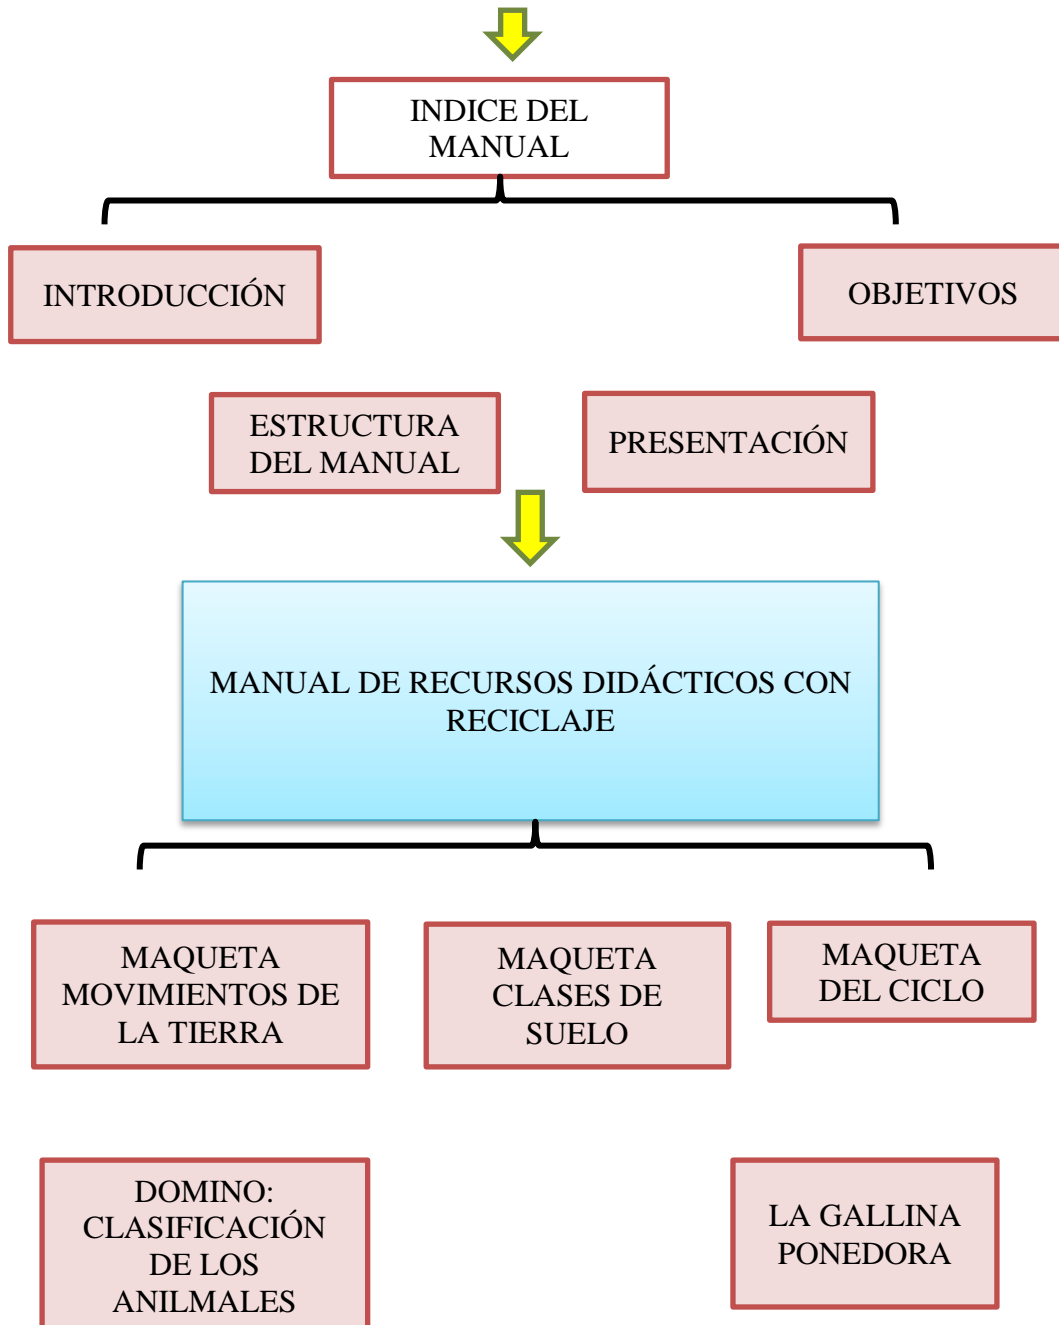 INDICE DEL
MANUAL
INTRODUCCIÓN
OBJETIVOS
ESTRUCTURA
DEL MANUAL
PRESENTACIÓN
MANUAL DE RECURSOS DIDÁCTICOS CON
RECICLAJE
MAQUETA
MOVIMIENTOS DE
LA TIERRA
MAQUETA
CLASES DE
SUELO
MAQUETA
DEL CICLO
DOMINO:
CLASIFICACIÓN
DE LOS
ANILMALES
LA GALLINA
PONEDORA